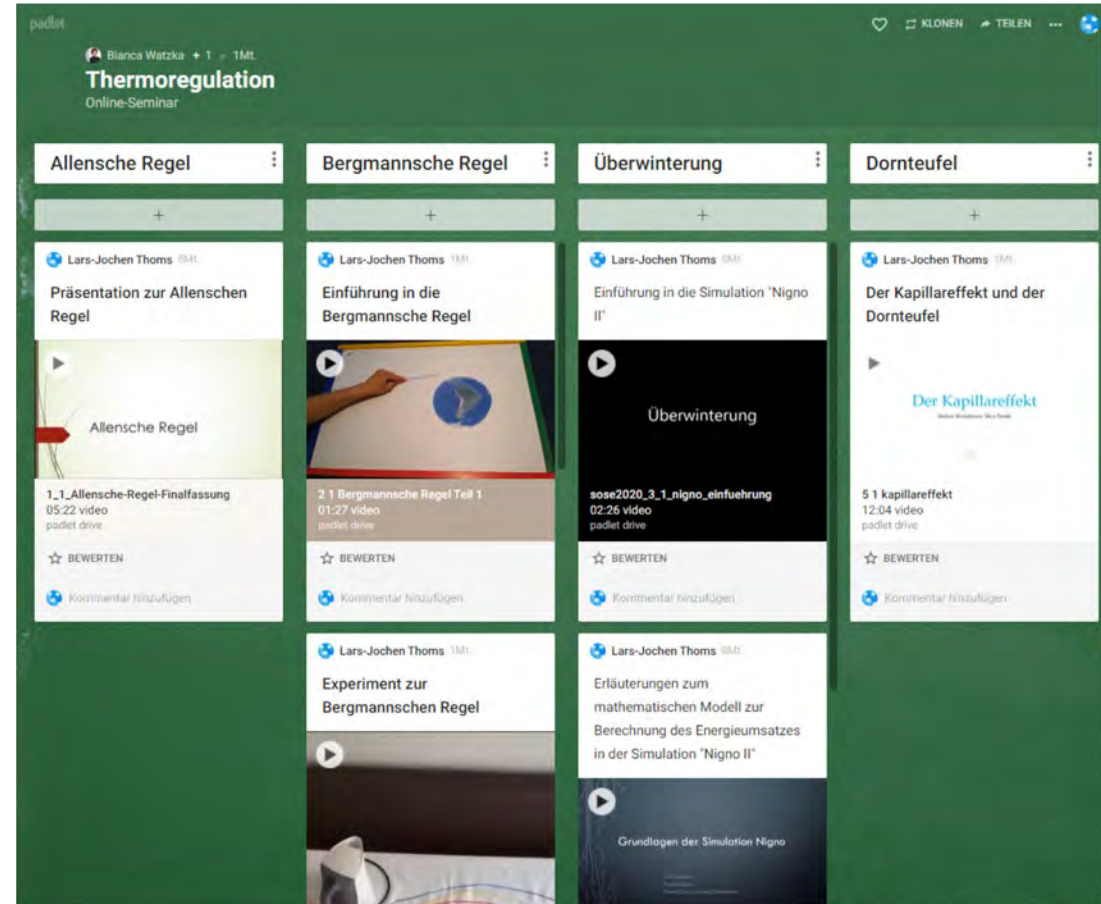 padlet
KLONEN
TEILEN
Bianca Watzka + 1 1Mt.
Thermoregulation
Online-Seminar
Allensche Regel
Lars-Jochen Thoms
Präsentation zur Allenschen
Regel
Allensche Regel
1_1_Allensche-Regel-Finalfassung
05:22 video
padlet drive
BEWERTEN
Kommentar hinzufügen
Bergmannsche Regel
Lars-Jochen Thoms 1Mt.
Einführung in die
Bergmannsche Regel
2 1 Bergmannsche Regel Teil 1
01:27 video
padlet drive
BEWERTEN
Kommentar hinzufügen
Lars-Jochen Thoms 1Mt.
Experiment zur
Bergmannschen Regel
Überwinterung
Lars-Jochen Thoms
Einführung in die Simulation "Nigno
II"
Überwinterung
sose2020_3_1_nigno_einfuehrung
02:26 video
padlet drive
BEWERTEN
Kommentar hinzufügen
Lars-Jochen Thoms
Erläuterungen zum
mathematischen Modell zur
Berechnung des Energieumsatzes
in der Simulation "Nigno II"
Grundlagen der Simulation Nigno
Dornteufel
Lars-Jochen Thoms 1Mt.
Der Kapillareffekt und der
Dornteufel
Der Kapillareffekt
5 1 kapillareffekt
12:04 video
padlet drive
BEWERTEN
Kommentar hinzufügen